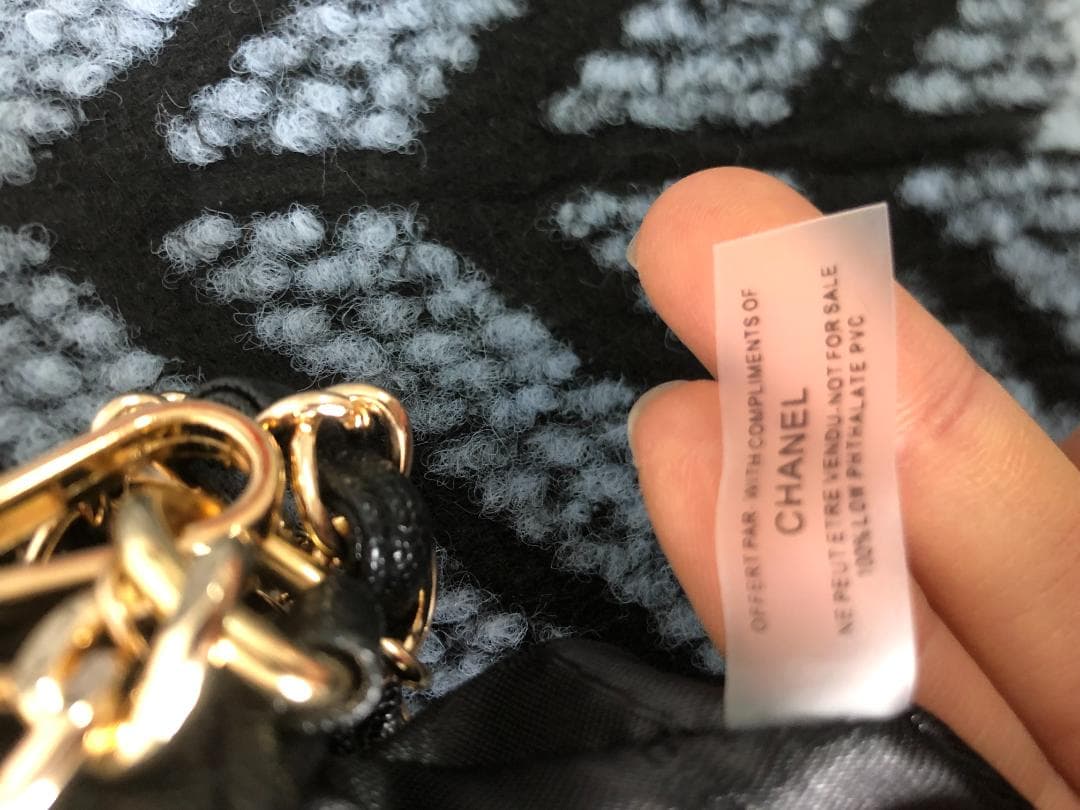 OFFERT PAR WITH COMPLIMENTS OF
CHANEL
NE PEUT ETRE VENDU-NOT FOR SALE
100% LOW PHTHALATE PVC